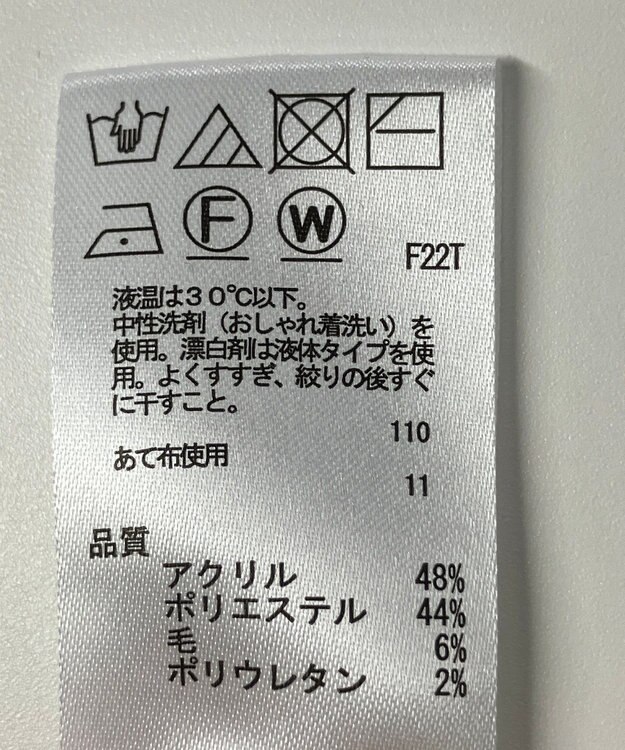 F W
F22T
液温は30℃以下。
中性洗剤（おしゃれ着洗い）を
使用。漂白剤は液体タイプを使
用。よくすすぎ、絞りの後すぐ
に干すこと。
110
あて布使用
11
品質
アクリル 48%
ポリエステル 44%
毛 6%
ポリウレタン 2%